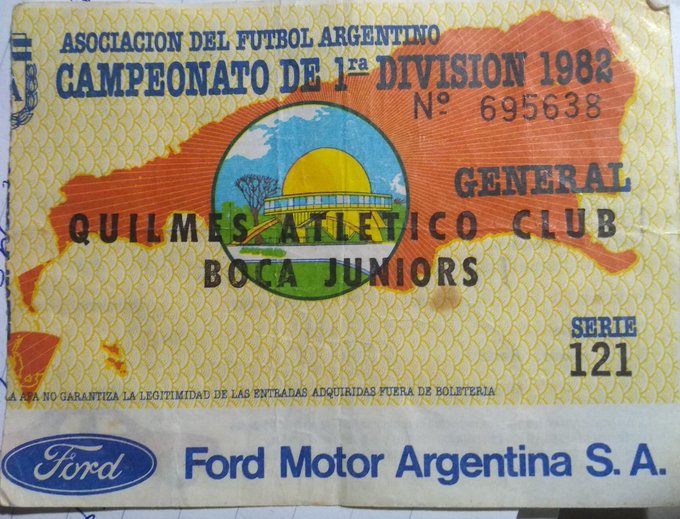 ASOCIACION DEL FUTBOL ARGENTINO
CAMPEONATO DE 1ra DIVISION 1982
Nº 695638
GENERAL
QUILMES ATLETICO CLUB
BOCA JUNIORS
SERIE
121
LA AFA NO GARANTIZA LA LEGITIMIDAD DE LAS ENTRADAS ADQUIRIDAS FUERA DE BOLETERIA
Ford Ford Motor Argentina S. A.